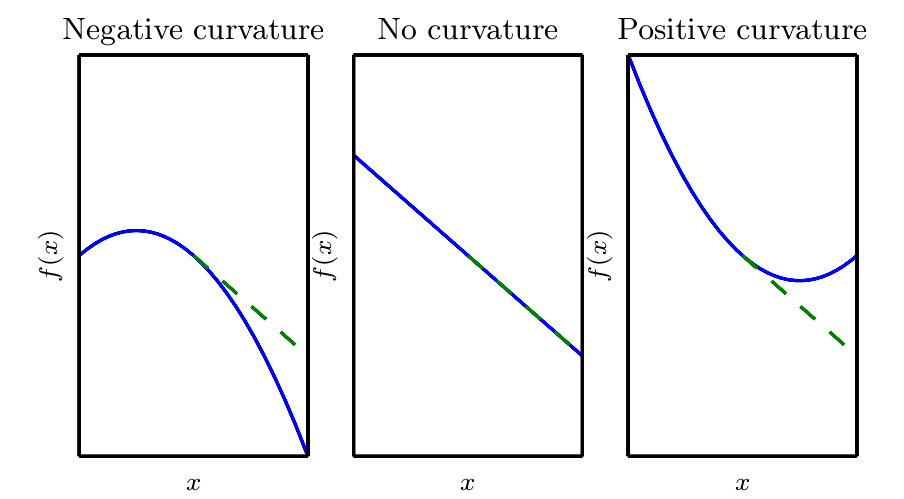 Negative curvature
No curvature
Positive curvature
f(x)
f(x)
f(x)
x
x
x